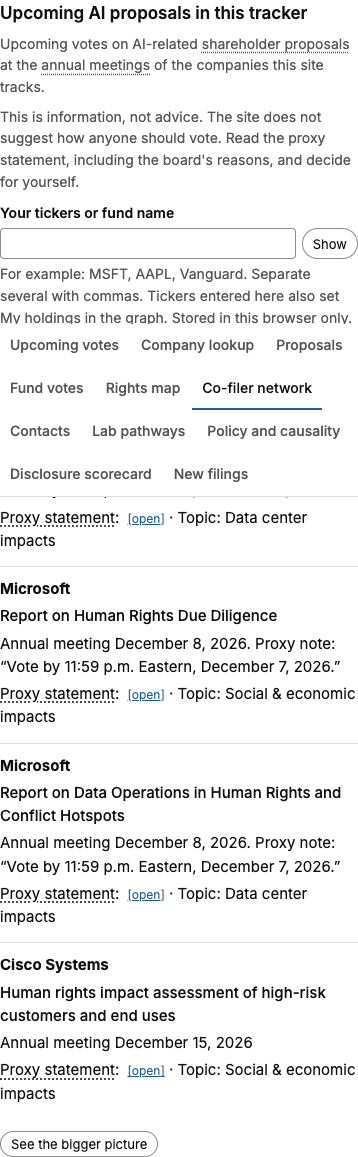 Upcoming AI proposals in this tracker
Upcoming votes on AI-related shareholder proposals
at the annual meetings of the companies this site
tracks.
This is information, not advice. The site does not
suggest how anyone should vote. Read the proxy
statement, including the board's reasons, and decide
for yourself.
Your tickers or fund name
Show
For example: MSFT, AAPL, Vanguard. Separate
several with commas. Tickers entered here also set
My holdings in the graph. Stored in this browser only.
Upcoming votes Company lookup Proposals
Fund votes Rights map Co-filer network
Contacts Lab pathways Policy and causality
Disclosure scorecard New filings
Proxy statement: [open] · Topic: Data center
impacts
Microsoft
Report on Human Rights Due Diligence
Annual meeting December 8, 2026. Proxy note:
“Vote by 11:59 p.m. Eastern, December 7, 2026.”
Proxy statement: [open] · Topic: Social & economic
impacts
Microsoft
Report on Data Operations in Human Rights and
Conflict Hotspots
Annual meeting December 8, 2026. Proxy note:
“Vote by 11:59 p.m. Eastern, December 7, 2026.”
Proxy statement: [open] · Topic: Data center
impacts
Cisco Systems
Human rights impact assessment of high-risk
customers and end uses
Annual meeting December 15, 2026
Proxy statement: [open] · Topic: Social & economic
impacts
See the bigger picture